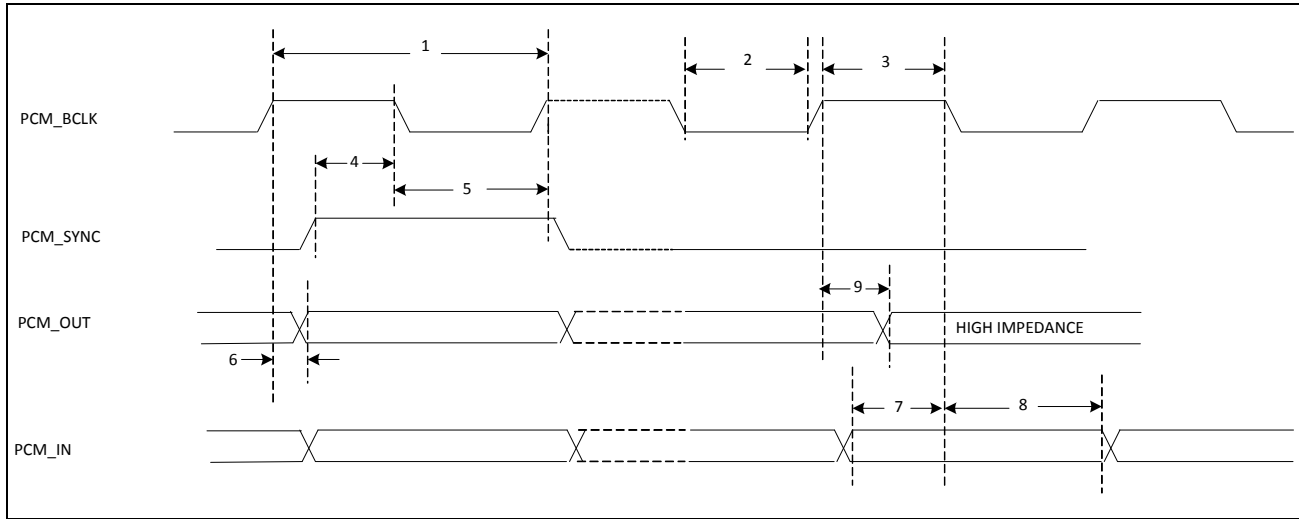 1
2
3
PCM_BCLK
4
5
PCM_SYNC
9
PCM_OUT
HIGH IMPEDANCE
6
7
8
PCM_IN